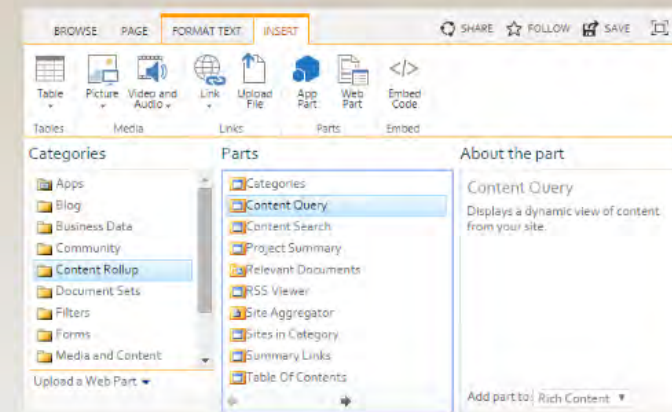 BROWSE PAGE FORMAT TEXT INSERT SHARE FOLLOW SAVE
Table Picture Video and Audio Link Upload File App Part Web Part Embed Code
Tables Media Links Parts Embed
Categories
Apps
Blog
Business Data
Community
Content Rollup
Document Sets
Filters
Forms
Media and Content
Upload a Web Part
Parts
Categories
Content Query
Content Search
Project Summary
Relevant Documents
RSS Viewer
Site Aggregator
Sites in Category
Summary Links
Table Of Contents
About the part
Content Query
Displays a dynamic view of content
from your site.
Add part to: Rich Content